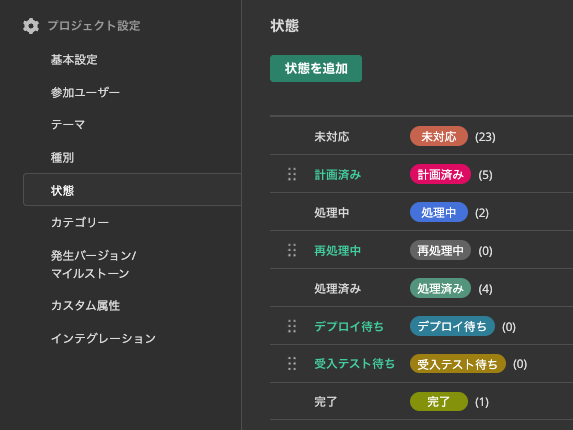 プロジェクト設定
基本設定
参加ユーザー
テーマ
種別
状態
カテゴリー
発生バージョン/
マイルストーン
カスタム属性
インテグレーション
状態
状態を追加
未対応 未対応 (23)
計画済み 計画済み (5)
処理中 処理中 (2)
再処理中 再処理中 (0)
処理済み 処理済み (4)
デプロイ待ち デプロイ待ち (0)
受入テスト待ち 受入テスト待ち (0)
完了 完了 (1)